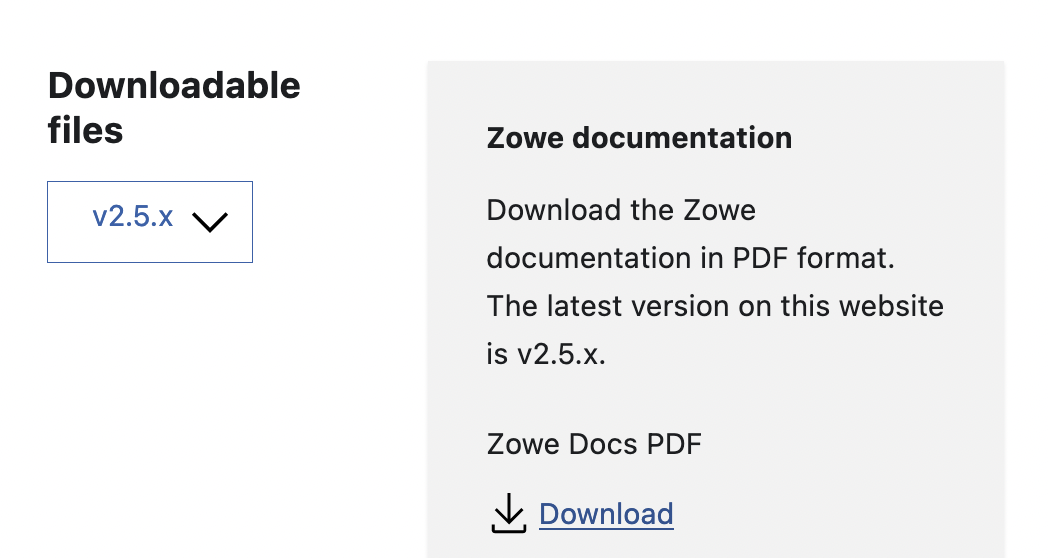 Downloadable
files
v2.5.x
Zowe documentation
Download the Zowe
documentation in PDF format.
The latest version on this website
is v2.5.x.
Zowe Docs PDF
Download